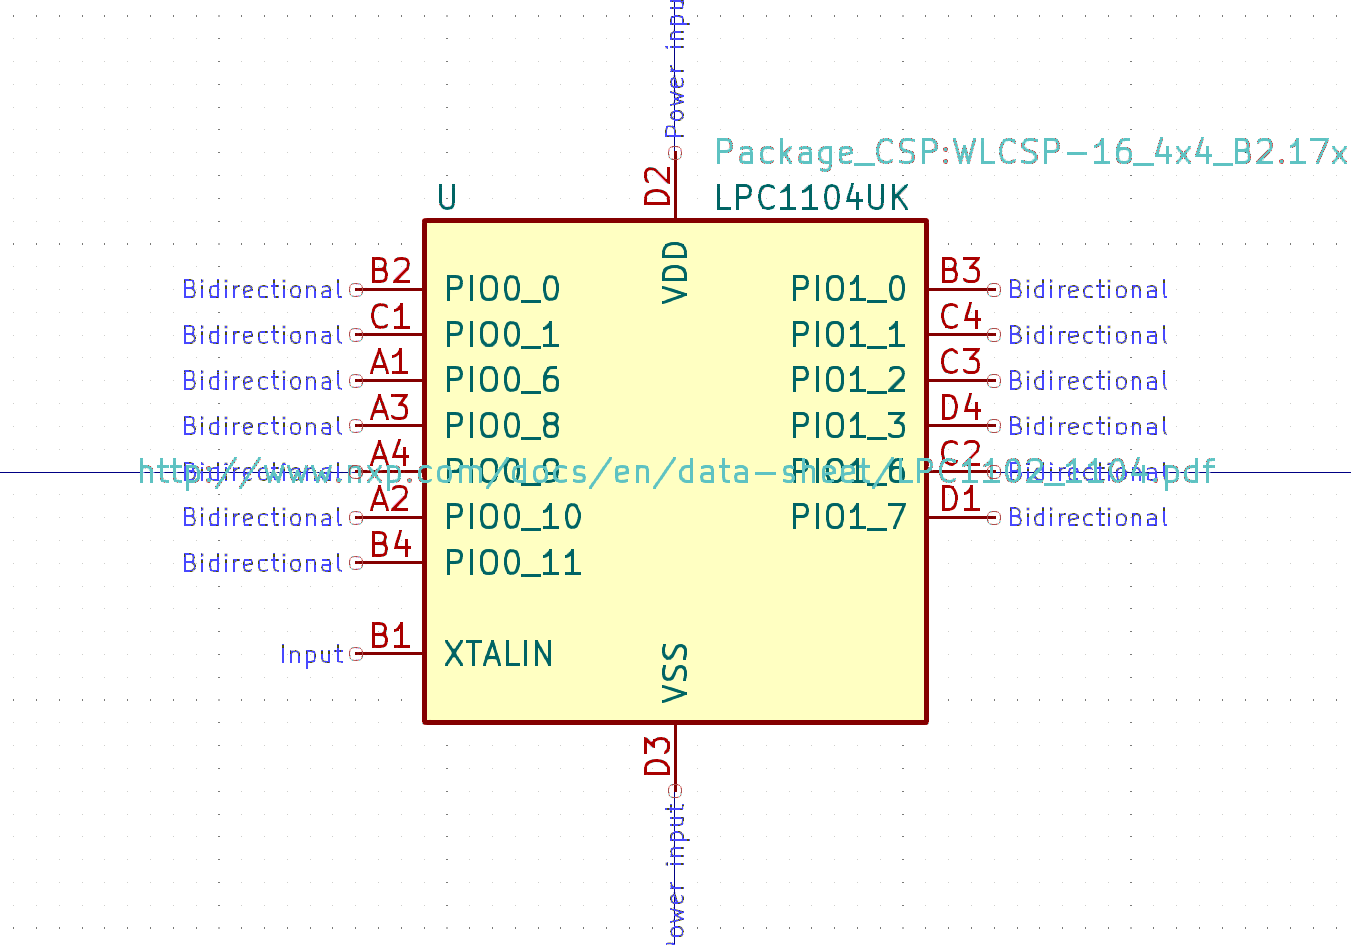 Power input
Package_CSP:WLCSP-16_4x4_B2.17x
D2
U
LPC1104UK
VDD
Bidirectional B2 PIO0_0 PIO1_0 B3 Bidirectional
Bidirectional C1 PIO0_1 PIO1_1 C4 Bidirectional
Bidirectional A1 PIO0_6 PIO1_2 C3 Bidirectional
Bidirectional A3 PIO0_8 PIO1_3 D4 Bidirectional
Bidirectional A4 PIO0_9 PIO1_6 C2 Bidirectional
http://www.nxp.com/docs/en/data-sheet/LPC1102_1104.pdf
Bidirectional A2 PIO0_10 PIO1_7 D1 Bidirectional
Bidirectional B4 PIO0_11
Input B1 XTALIN
VSS
D3
Power input